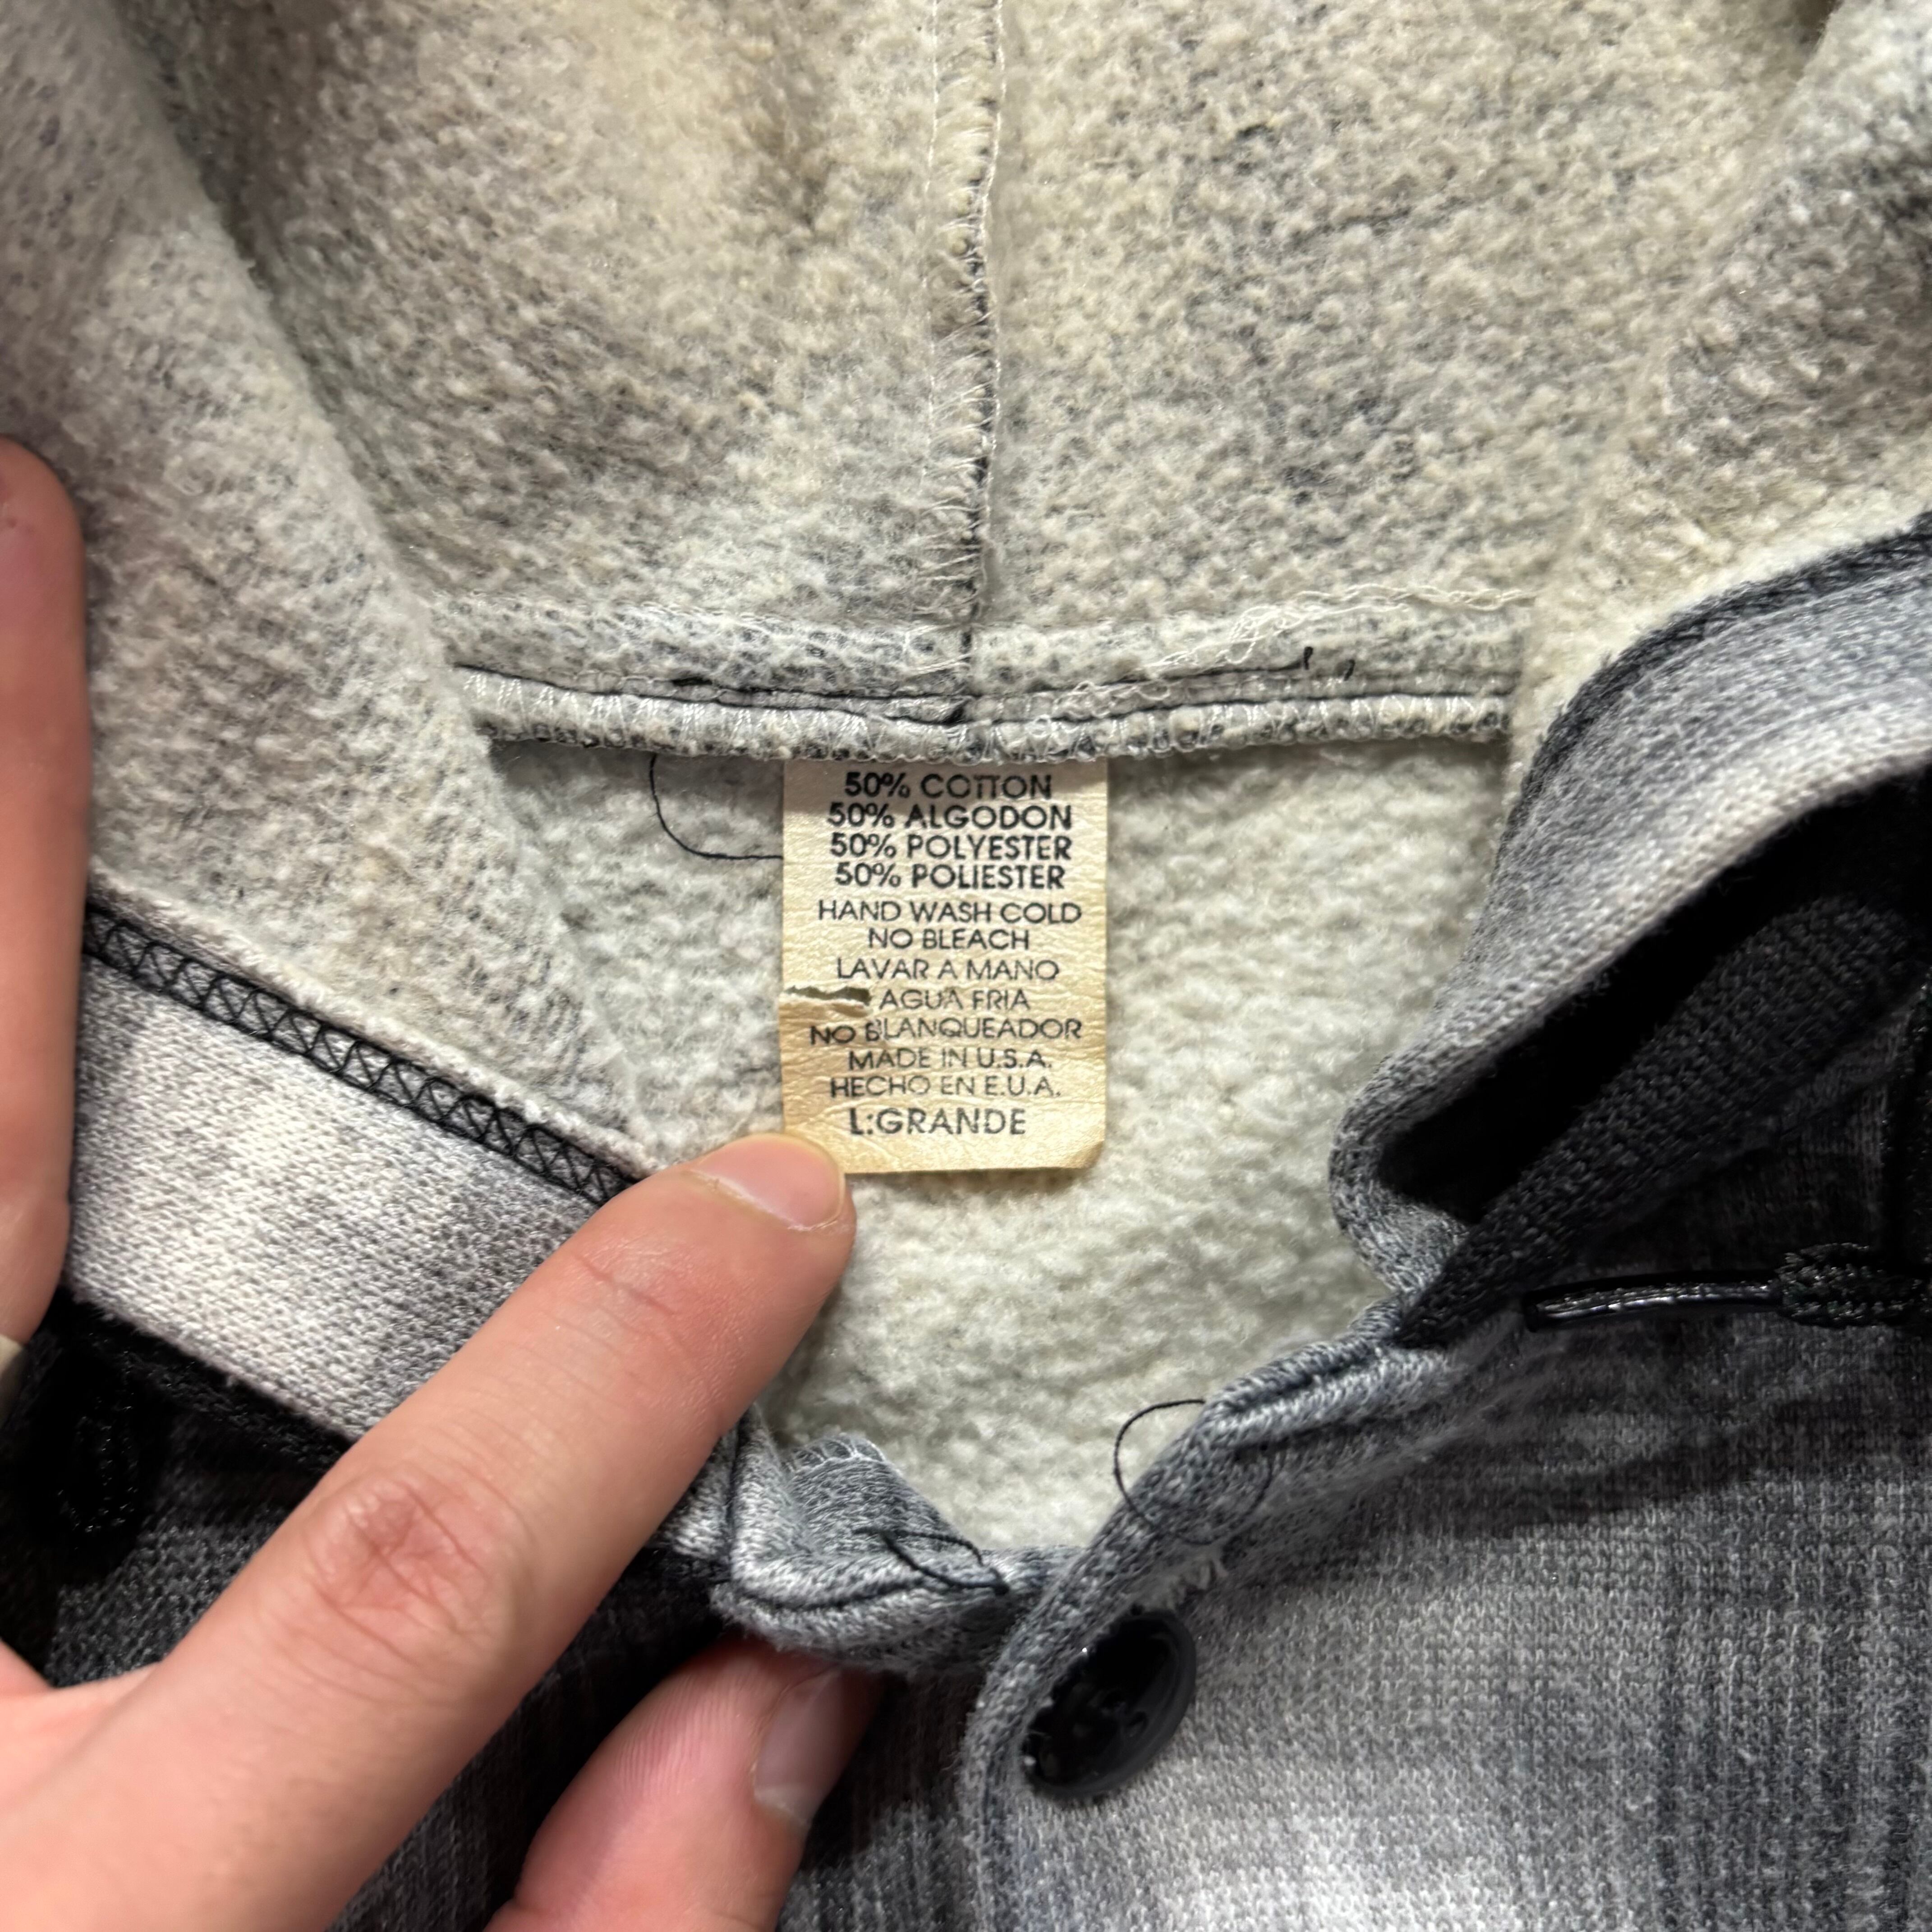 50% COTTON
50% ALGODON
50% POLYESTER
50% POLIESTER
HAND WASH COLD
NO BLEACH
LAVAR A MANO
AGUA FRIA
NO BLANQUEADOR
MADE IN U.S.A.
HECHO EN E.U.A.
L:GRANDE